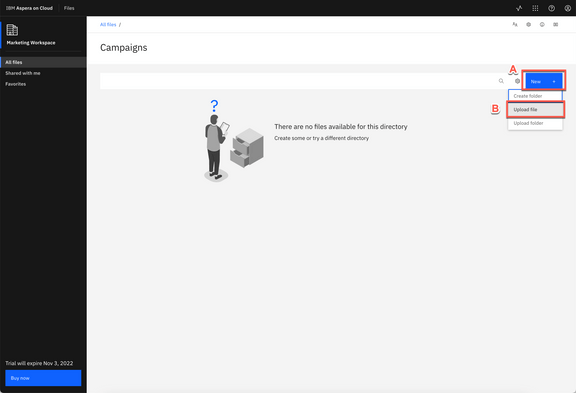 IBM Aspera on Cloud
Files
Marketing Workspace
All files
Shared with me
Favorites
All files /
Campaigns
A
New
Create folder
B
Upload file
Upload folder
?
There are no files available for this directory
Create some or try a different directory
Trial will expire Nov 3, 2022
Buy now